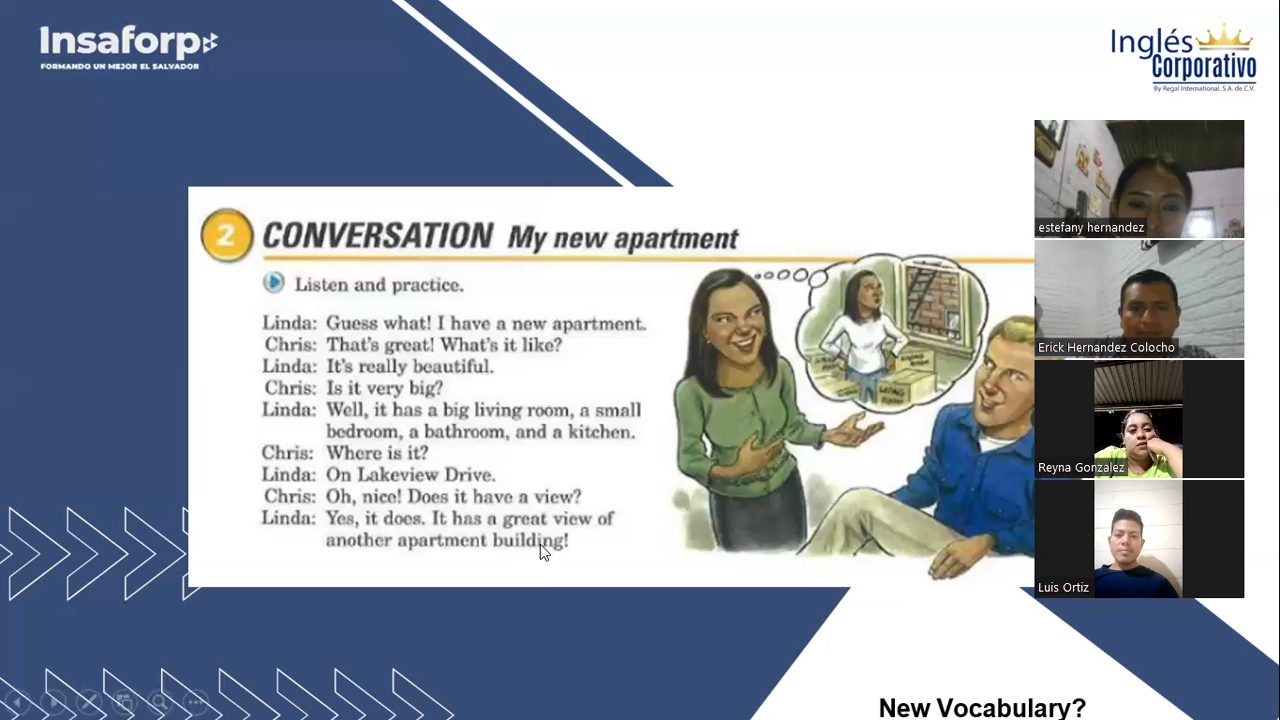 Insaforp
FORMANDO UN MEJOR EL SALVADOR
Inglés
Corporativo
By Regal International, S.A. de C.V.
2 CONVERSATION My new apartment
Listen and practice.
Linda: Guess what! I have a new apartment.
Chris: That's great! What's it like?
Linda: It's really beautiful.
Chris: Is it very big?
Linda: Well, it has a big living room, a small
bedroom, a bathroom, and a kitchen.
Chris: Where is it?
Linda: On Lakeview Drive.
Chris: Oh, nice! Does it have a view?
Linda: Yes, it does. It has a great view of
another apartment building!
estefany hernandez
Erick Hernandez Colocho
Reyna Gonzalez
Luis Ortiz
New Vocabulary?